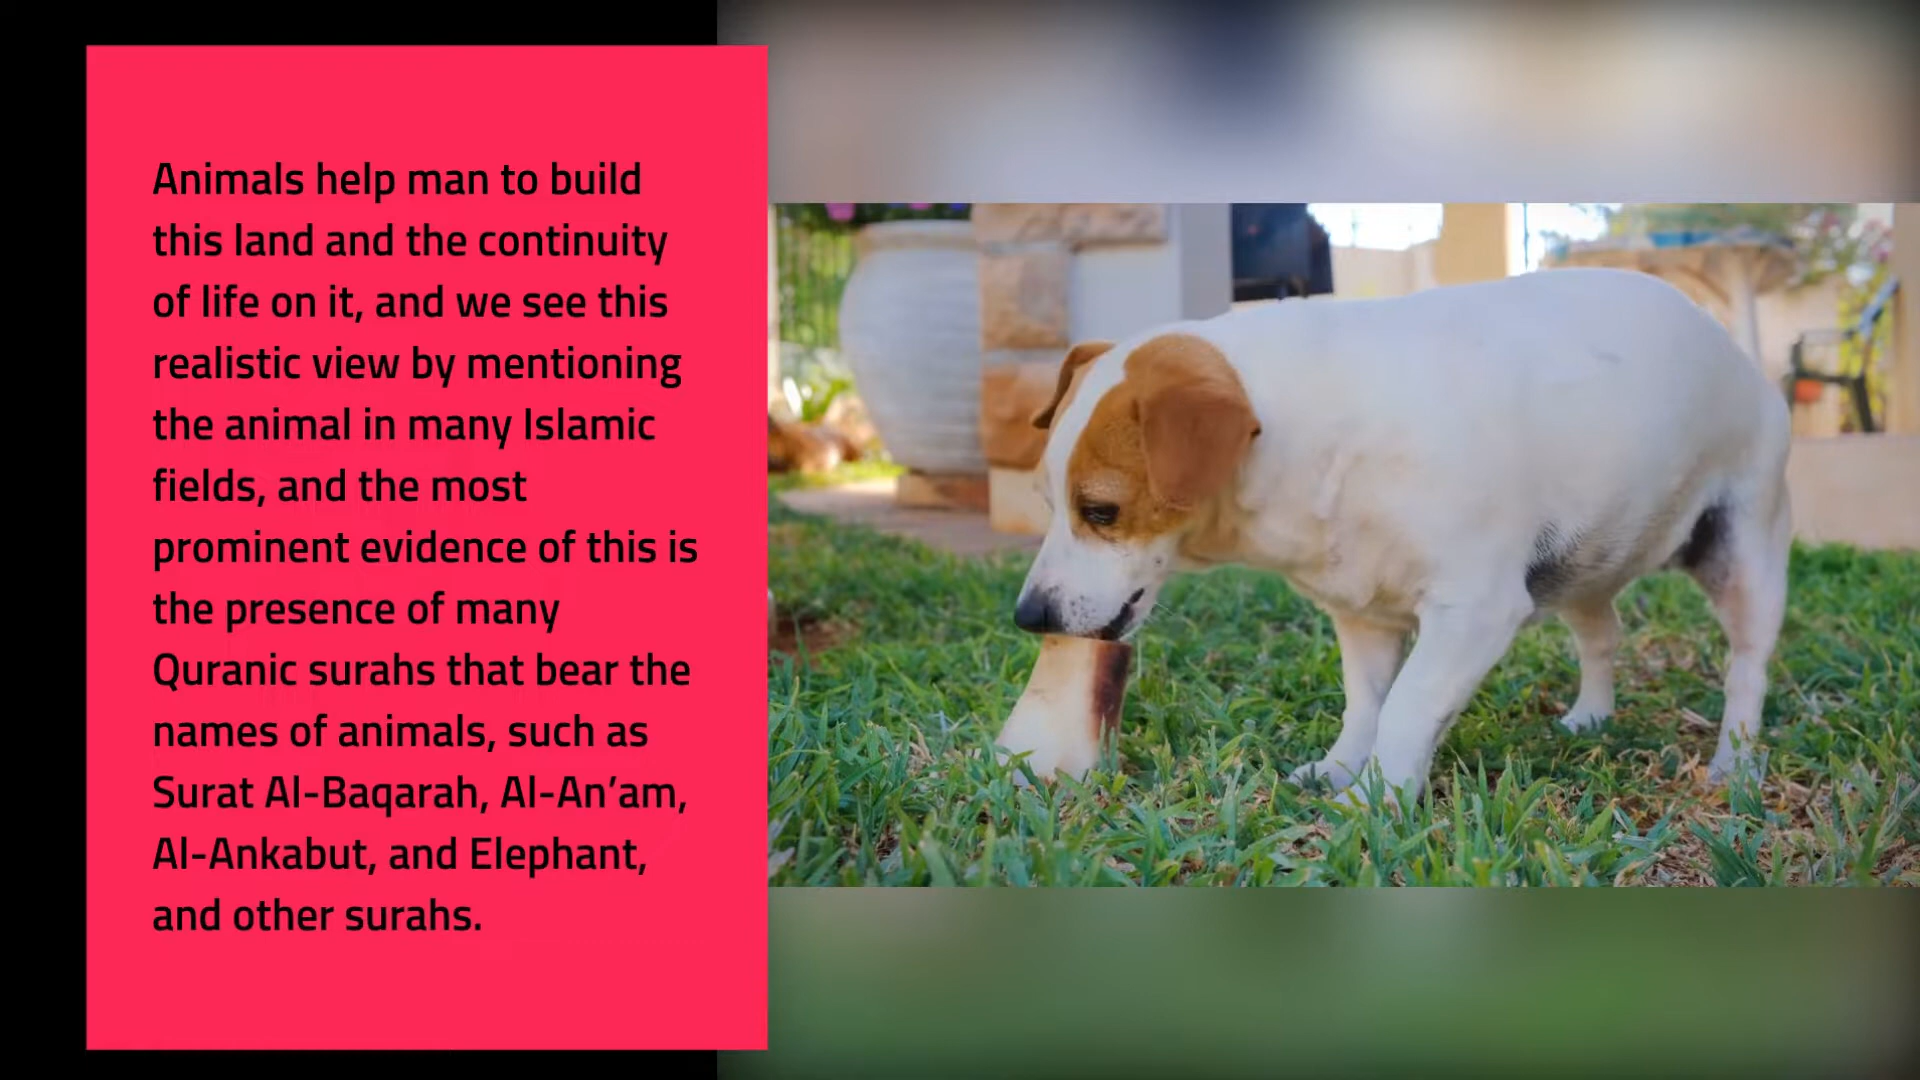 Animals help man to build
this land and the continuity
of life on it, and we see this
realistic view by mentioning
the animal in many Islamic
fields, and the most
prominent evidence of this is
the presence of many
Quranic surahs that bear the
names of animals, such as
Surat Al-Baqarah, Al-An’am,
Al-Ankabut, and Elephant,
and other surahs.